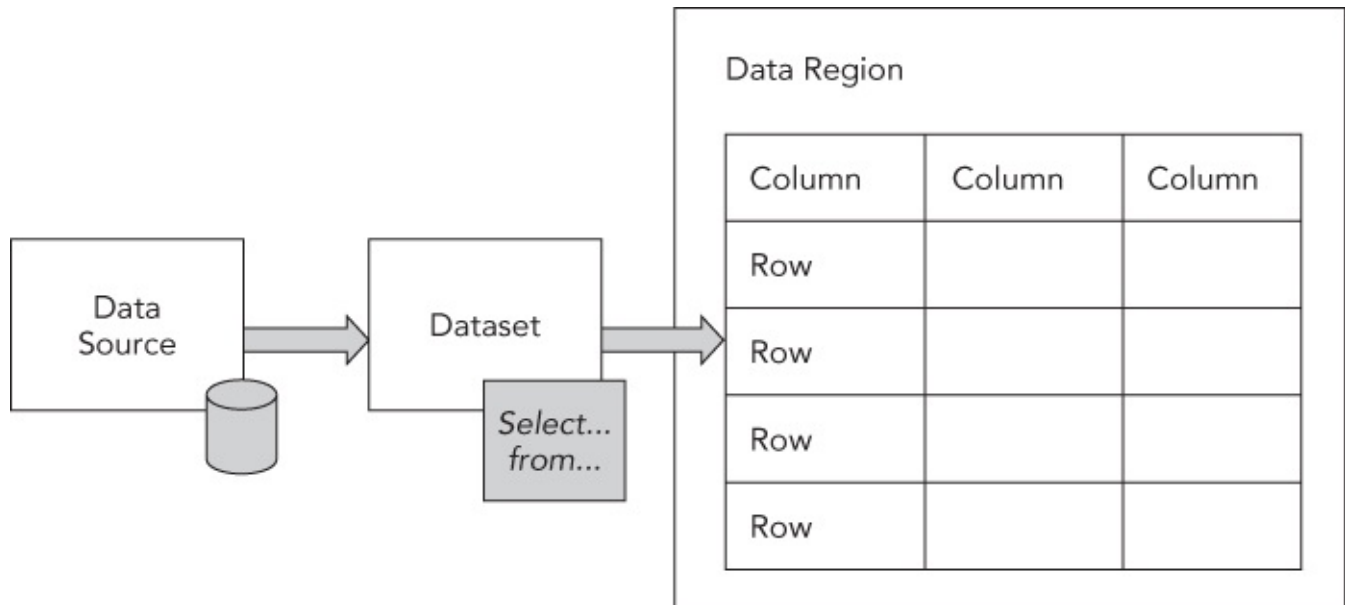 Data Region
Column Column Column
Row
Row
Row
Row
Data
Source
Dataset
Select...
from...